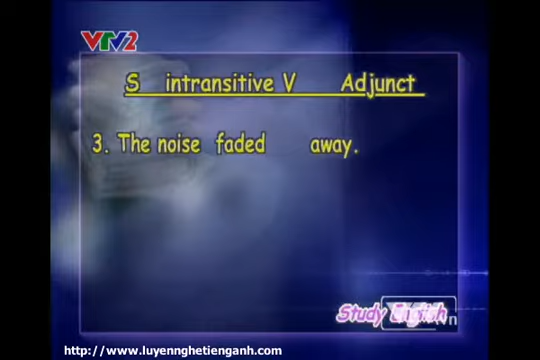 VTV2
S intransitive V Adjunct
3. The noise faded away.
Study English
http://www.luyennghetienganh.com